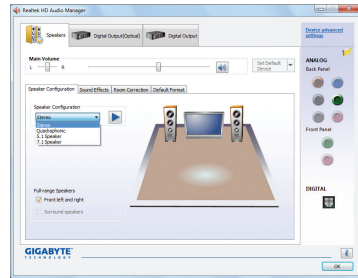 Realtek HD Audio Manager
Speakers
Digital Output(Optical)
Digital Output
Device advanced settings
Main Volume
L
R
Set Default Device
ANALOG
Back Panel
Speaker Configuration
Sound Effects
Room Correction
Default Format
Speaker Configuration
Stereo
Stereo
Quadraphonic
5.1 Speaker
7.1 Speaker
Front Panel
Full-range Speakers
Front left and right
Surround speakers
DIGITAL
GIGABYTE
TECHNOLOGY
i
OK